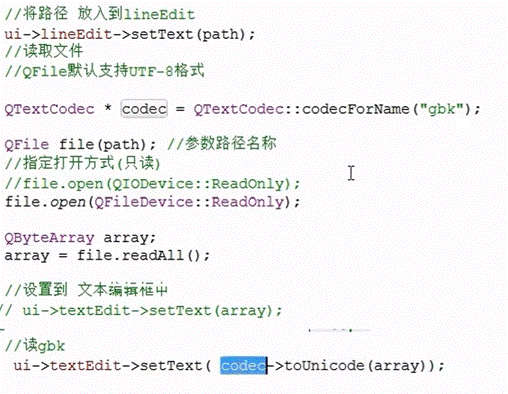 //将路径 放入到lineEdit
ui->lineEdit->setText(path);
//读取文件
//QFile默认支持UTF-8格式
QTextCodec * codec = QTextCodec::codecForName("gbk");
QFile file(path); //参数路径名称
//指定打开方式(只读)
//file.open(QIODevice::ReadOnly);
file.open(QFileDevice::ReadOnly);
QByteArray array;
array = file.readAll();
//设置到 文本编辑框中
// ui->textEdit->setText(array);
//读gbk
ui->textEdit->setText( codec->toUnicode(array));